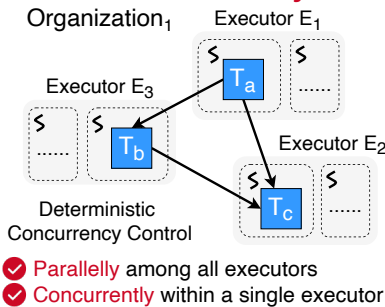 Organization1
Executor E1
Ta
......
Executor E3
......
Tb
Executor E2
Tc
......
Deterministic
Concurrency Control
Parallelly among all executors
Concurrently within a single executor